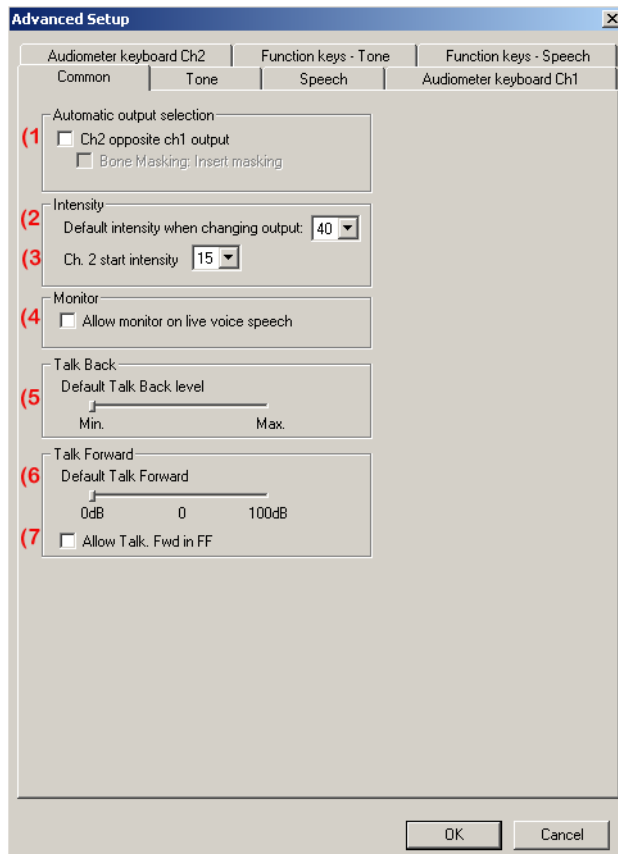 Advanced Setup
Audiometer keyboard Ch2 Function keys - Tone Function keys - Speech
Common Tone Speech Audiometer keyboard Ch1
Automatic output selection
(1 Ch2 opposite ch1 output
Bone Masking: Insert masking
Intensity
(2 Default intensity when changing output: 40
(3 Ch. 2 start intensity 15
Monitor
(4 Allow monitor on live voice speech
Talk Back
Default Talk Back level
(5
Min. Max.
Talk Forward
(6 Default Talk Forward
0dB 0 100dB
(7 Allow Talk. Fwd in FF
OK Cancel